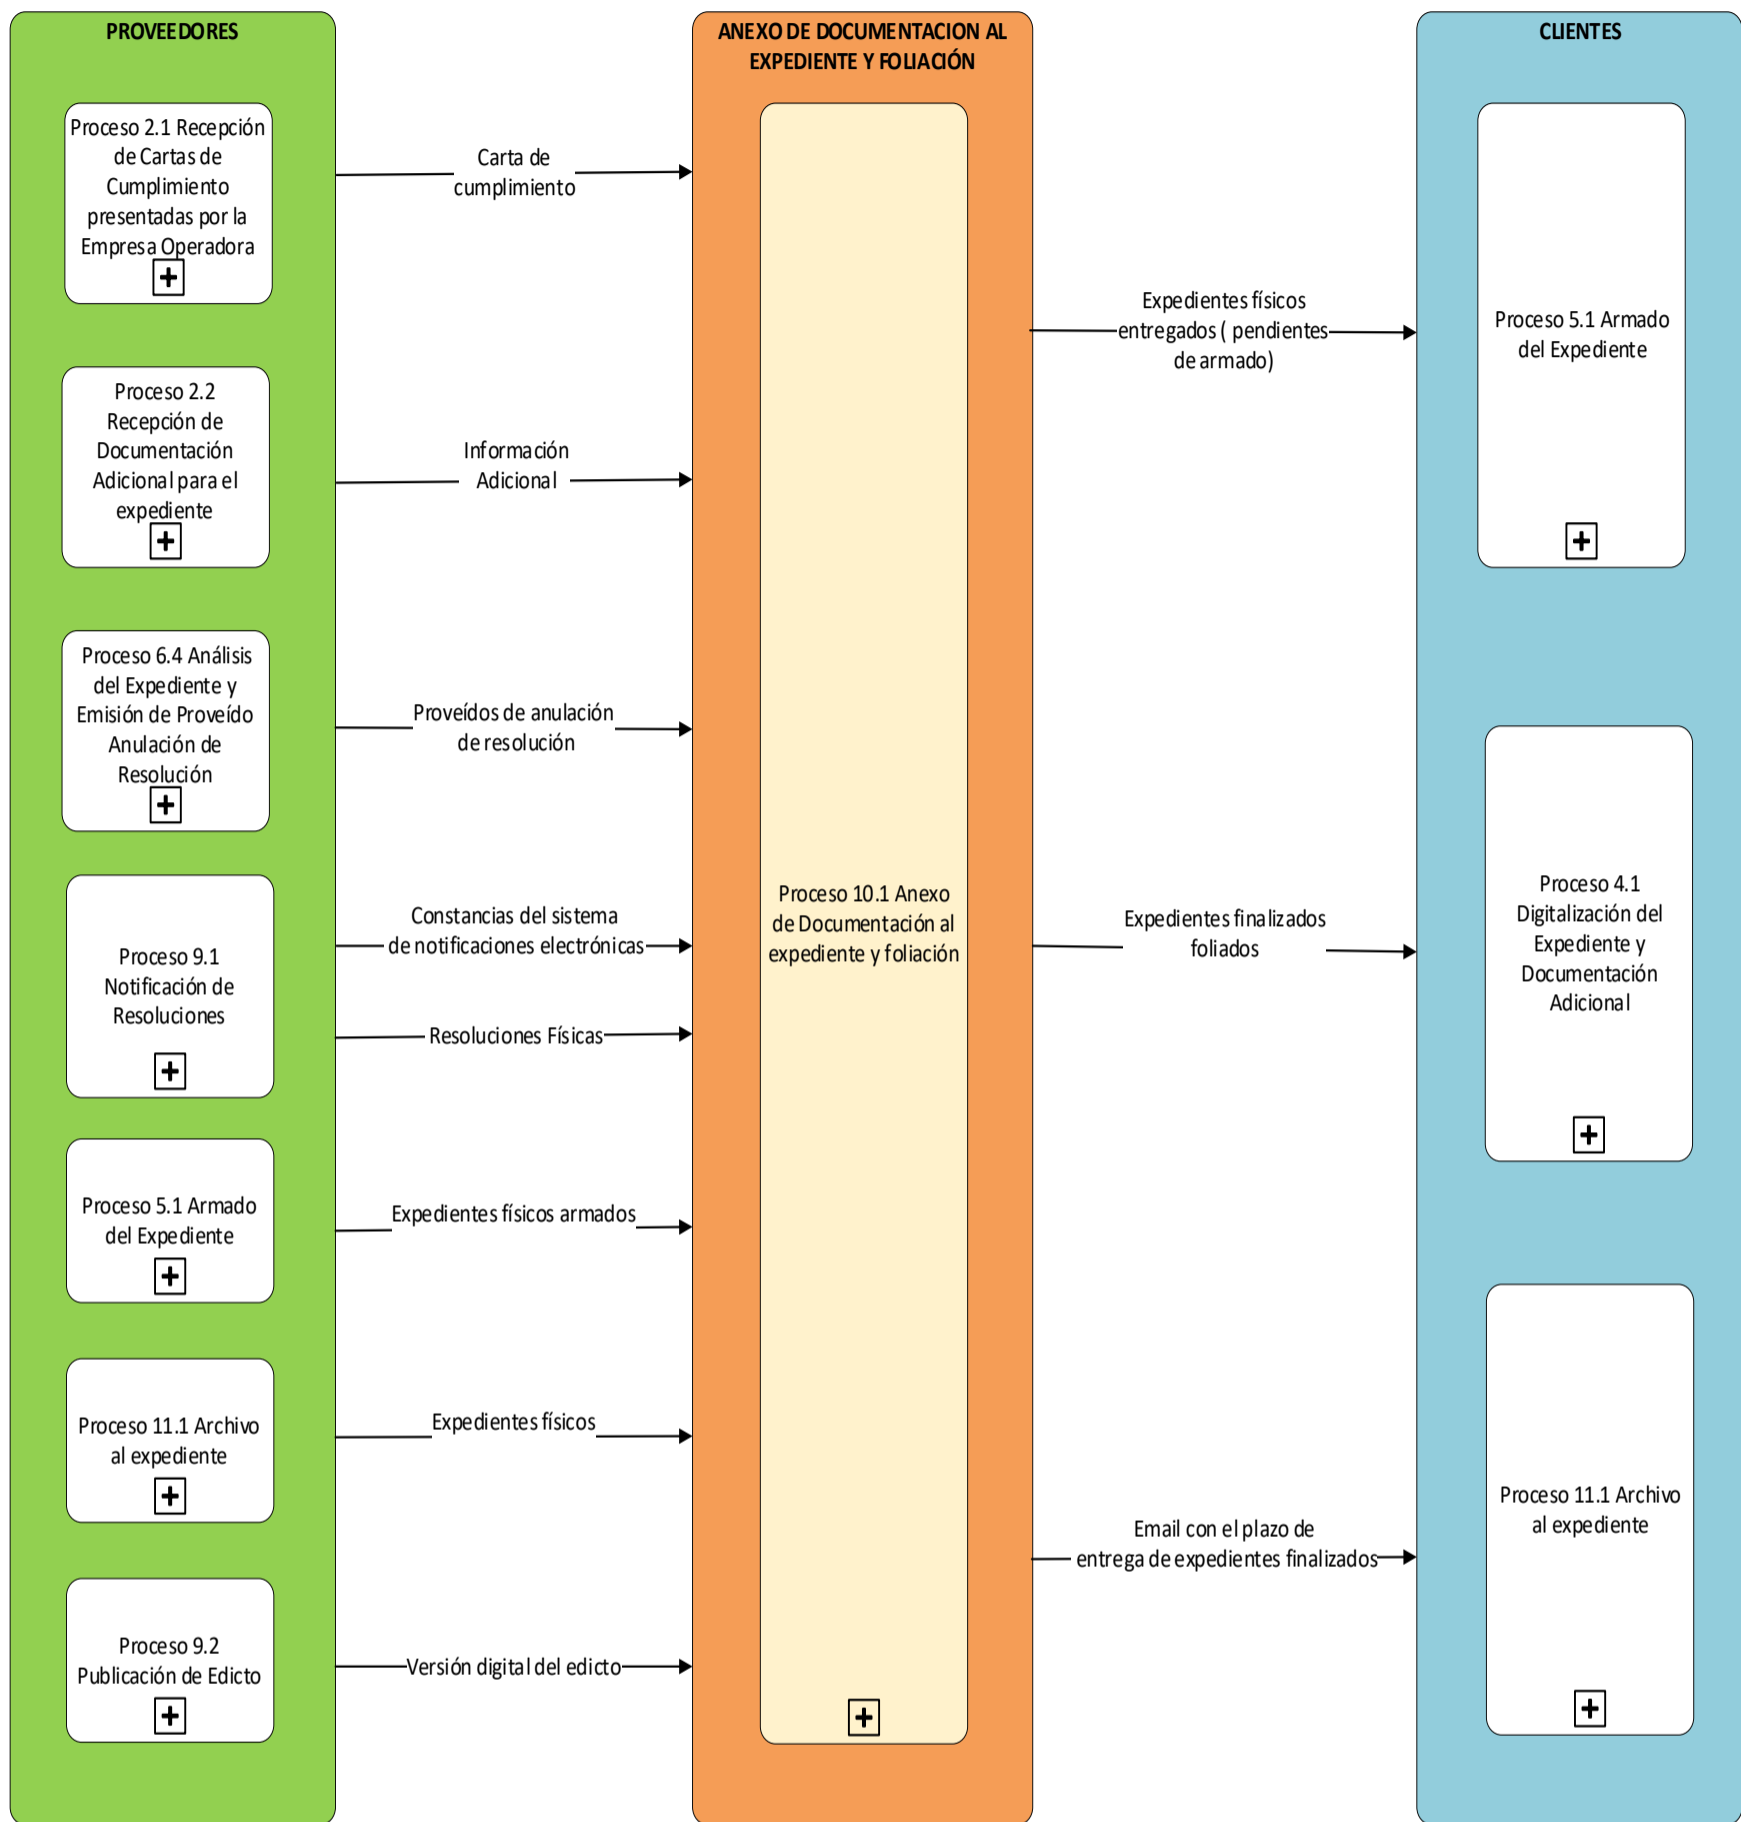 PROVEEDORES
Proceso 2.1 Recepción
de Cartas de
Cumplimiento
presentadas por la
Empresa Operadora
Proceso 2.2
Recepción de
Documentación
Adicional para el
expediente
Proceso 6.4 Análisis
del Expediente y
Emisión de Proveído
Anulación de
Resolución
Proceso 9.1
Notificación de
Resoluciones
Proceso 5.1 Armado
del Expediente
Proceso 11.1 Archivo
al expediente
Proceso 9.2
Publicación de Edicto
Carta de
cumplimiento
Información
Adicional
Proveídos de anulación
de resolución
Constancias del sistema
de notificaciones electrónicas
Resoluciones Físicas
Expedientes físicos armados
Expedientes físicos
Versión digital del edicto
ANEXO DE DOCUMENTACION AL
EXPEDIENTE Y FOLIACIÓN
Proceso 10.1 Anexo
de Documentación al
expediente y foliación
Expedientes físicos
entregados ( pendientes
de armado)
Expedientes finalizados
foliados
Email con el plazo de
entrega de expedientes finalizados
CLIENTES
Proceso 5.1 Armado
del Expediente
Proceso 4.1
Digitalización del
Expediente y
Documentación
Adicional
Proceso 11.1 Archivo
al expediente